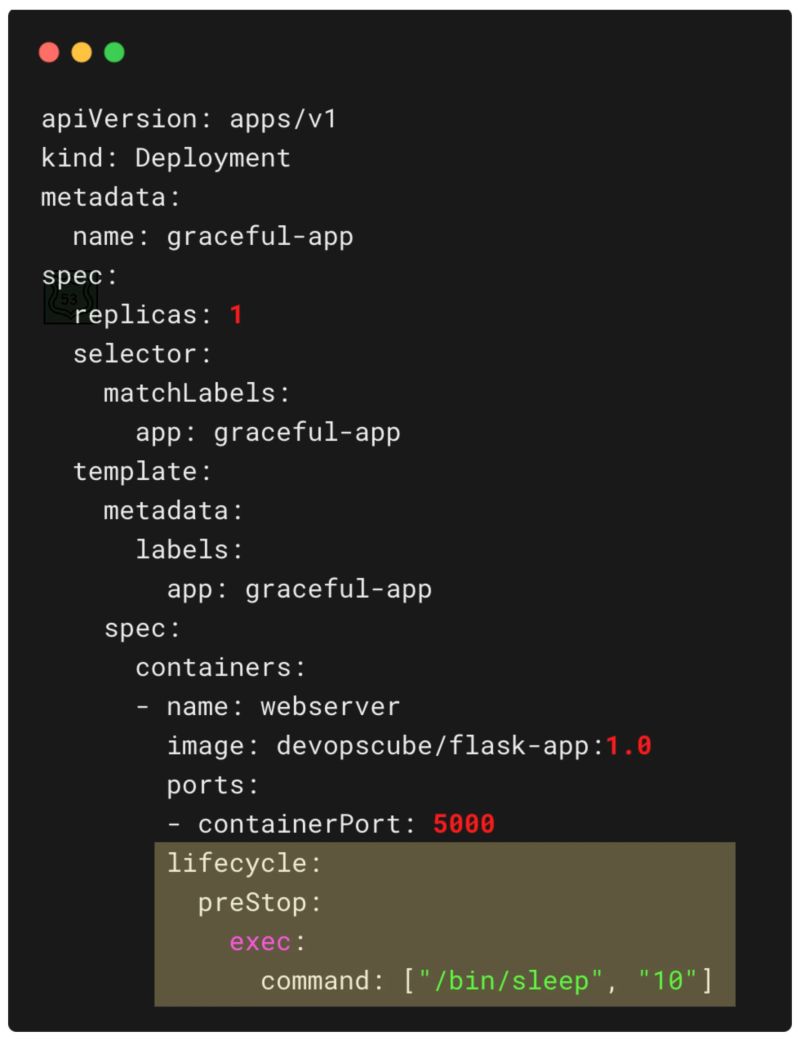 apiVersion: apps/v1
kind: Deployment
metadata:
  name: graceful-app
spec:
53
  replicas: 1
  selector:
    matchLabels:
      app: graceful-app
  template:
    metadata:
      labels:
        app: graceful-app
    spec:
      containers:
      - name: webserver
        image: devopscube/flask-app:1.0
        ports:
        - containerPort: 5000
        lifecycle:
          preStop:
            exec:
              command: ["/bin/sleep", "10"]